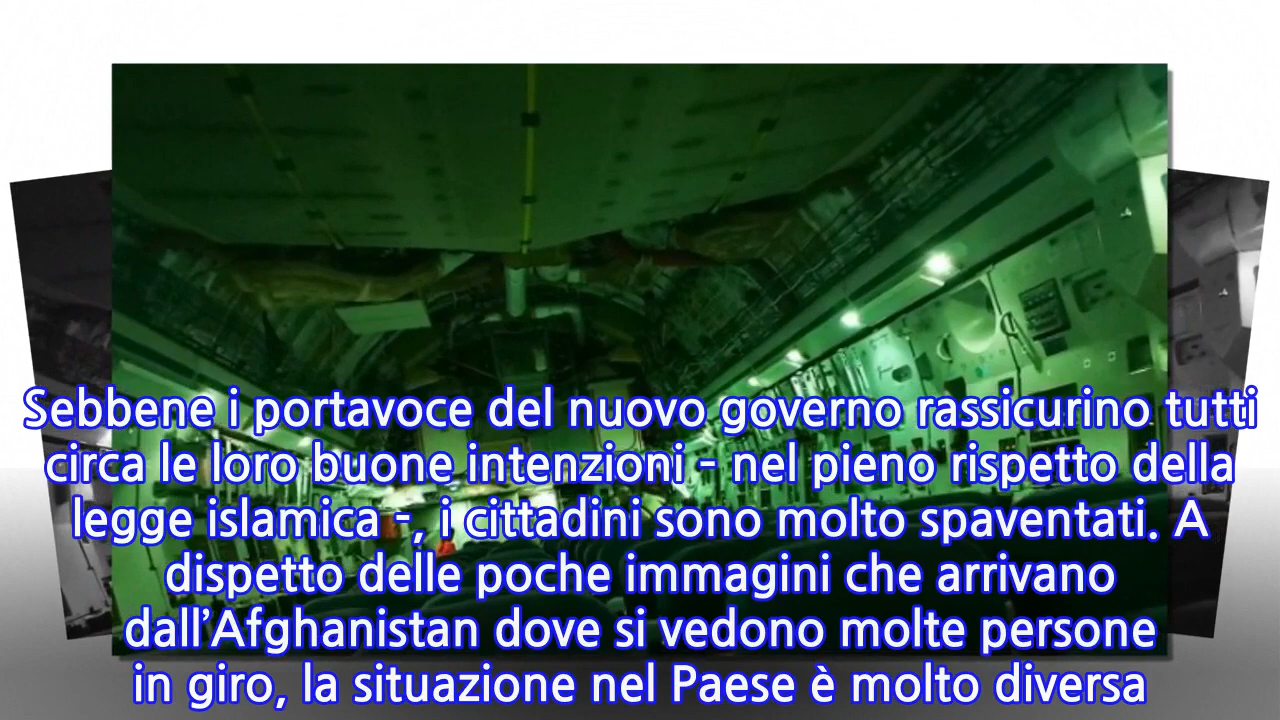 Sebbene i portavoce del nuovo governo rassicurino tutti
circa le loro buone intenzioni - nel pieno rispetto della
legge islamica -, i cittadini sono molto spaventati. A
dispetto delle poche immagini che arrivano
dall’Afghanistan dove si vedono molte persone
in giro, la situazione nel Paese è molto diversa